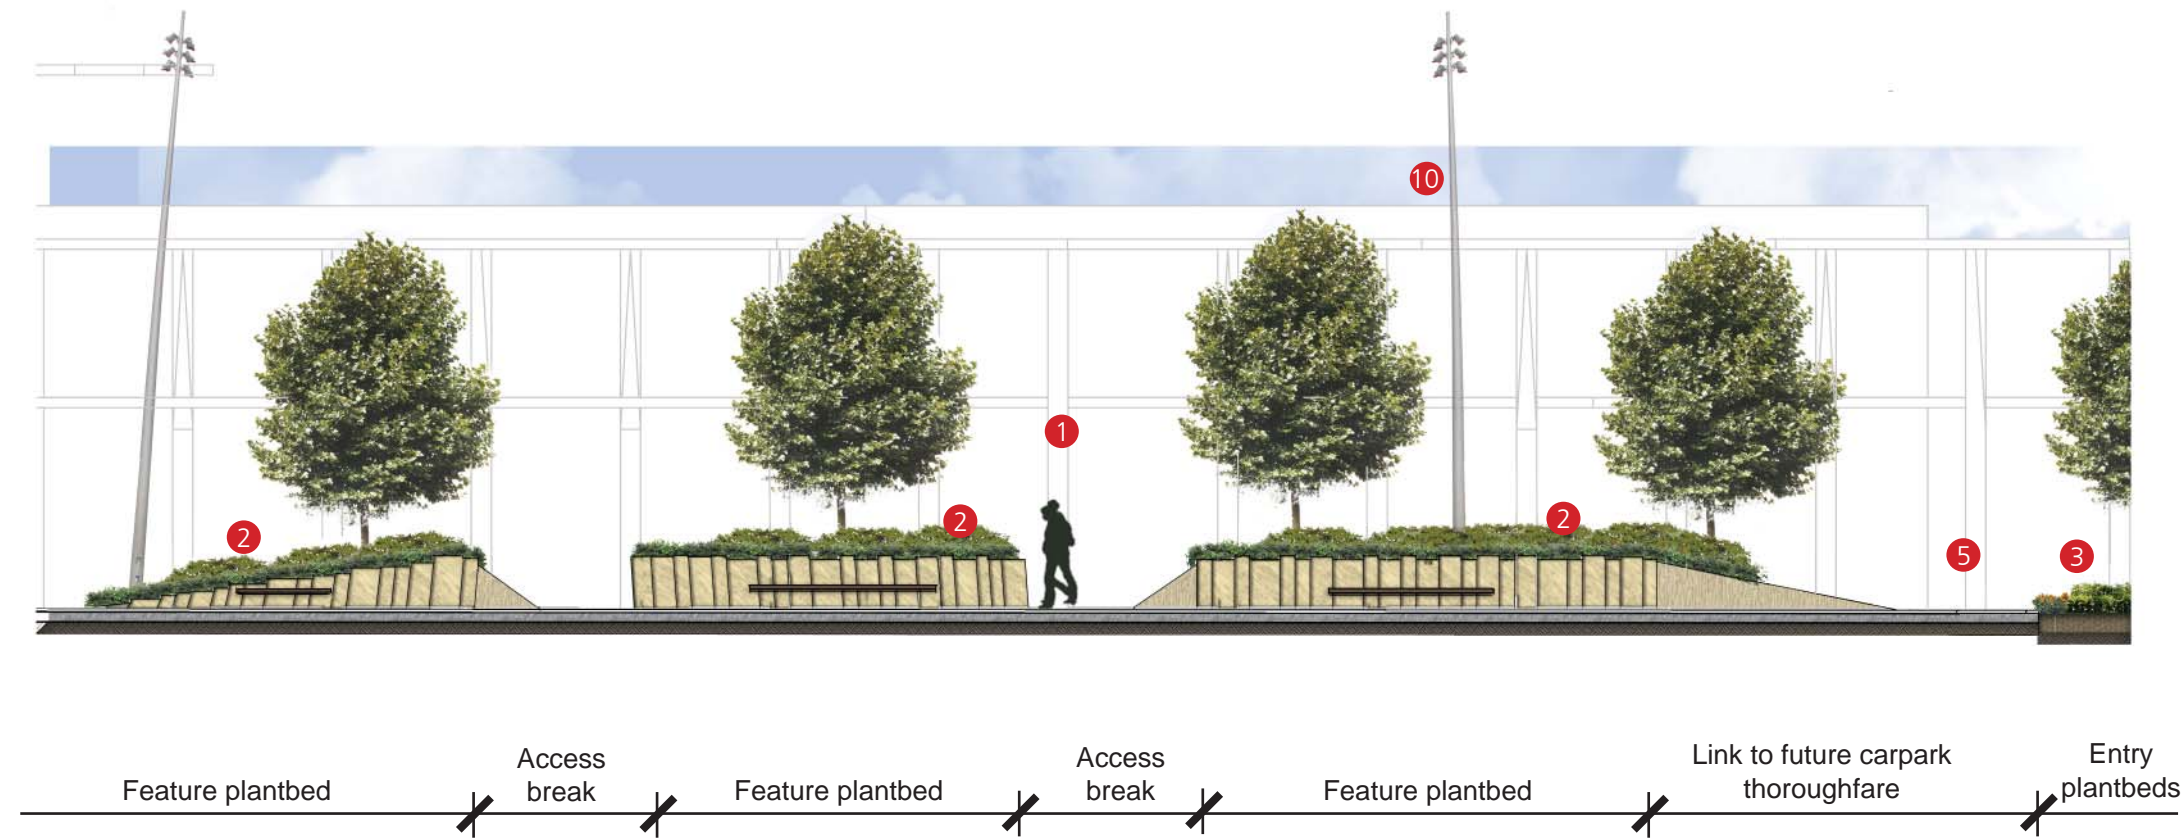 10
1
2
2
2
5
3
Feature plantbed
Access
break
Feature plantbed
Access
break
Feature plantbed
Link to future carpark
thoroughfare
Entry
plantbeds